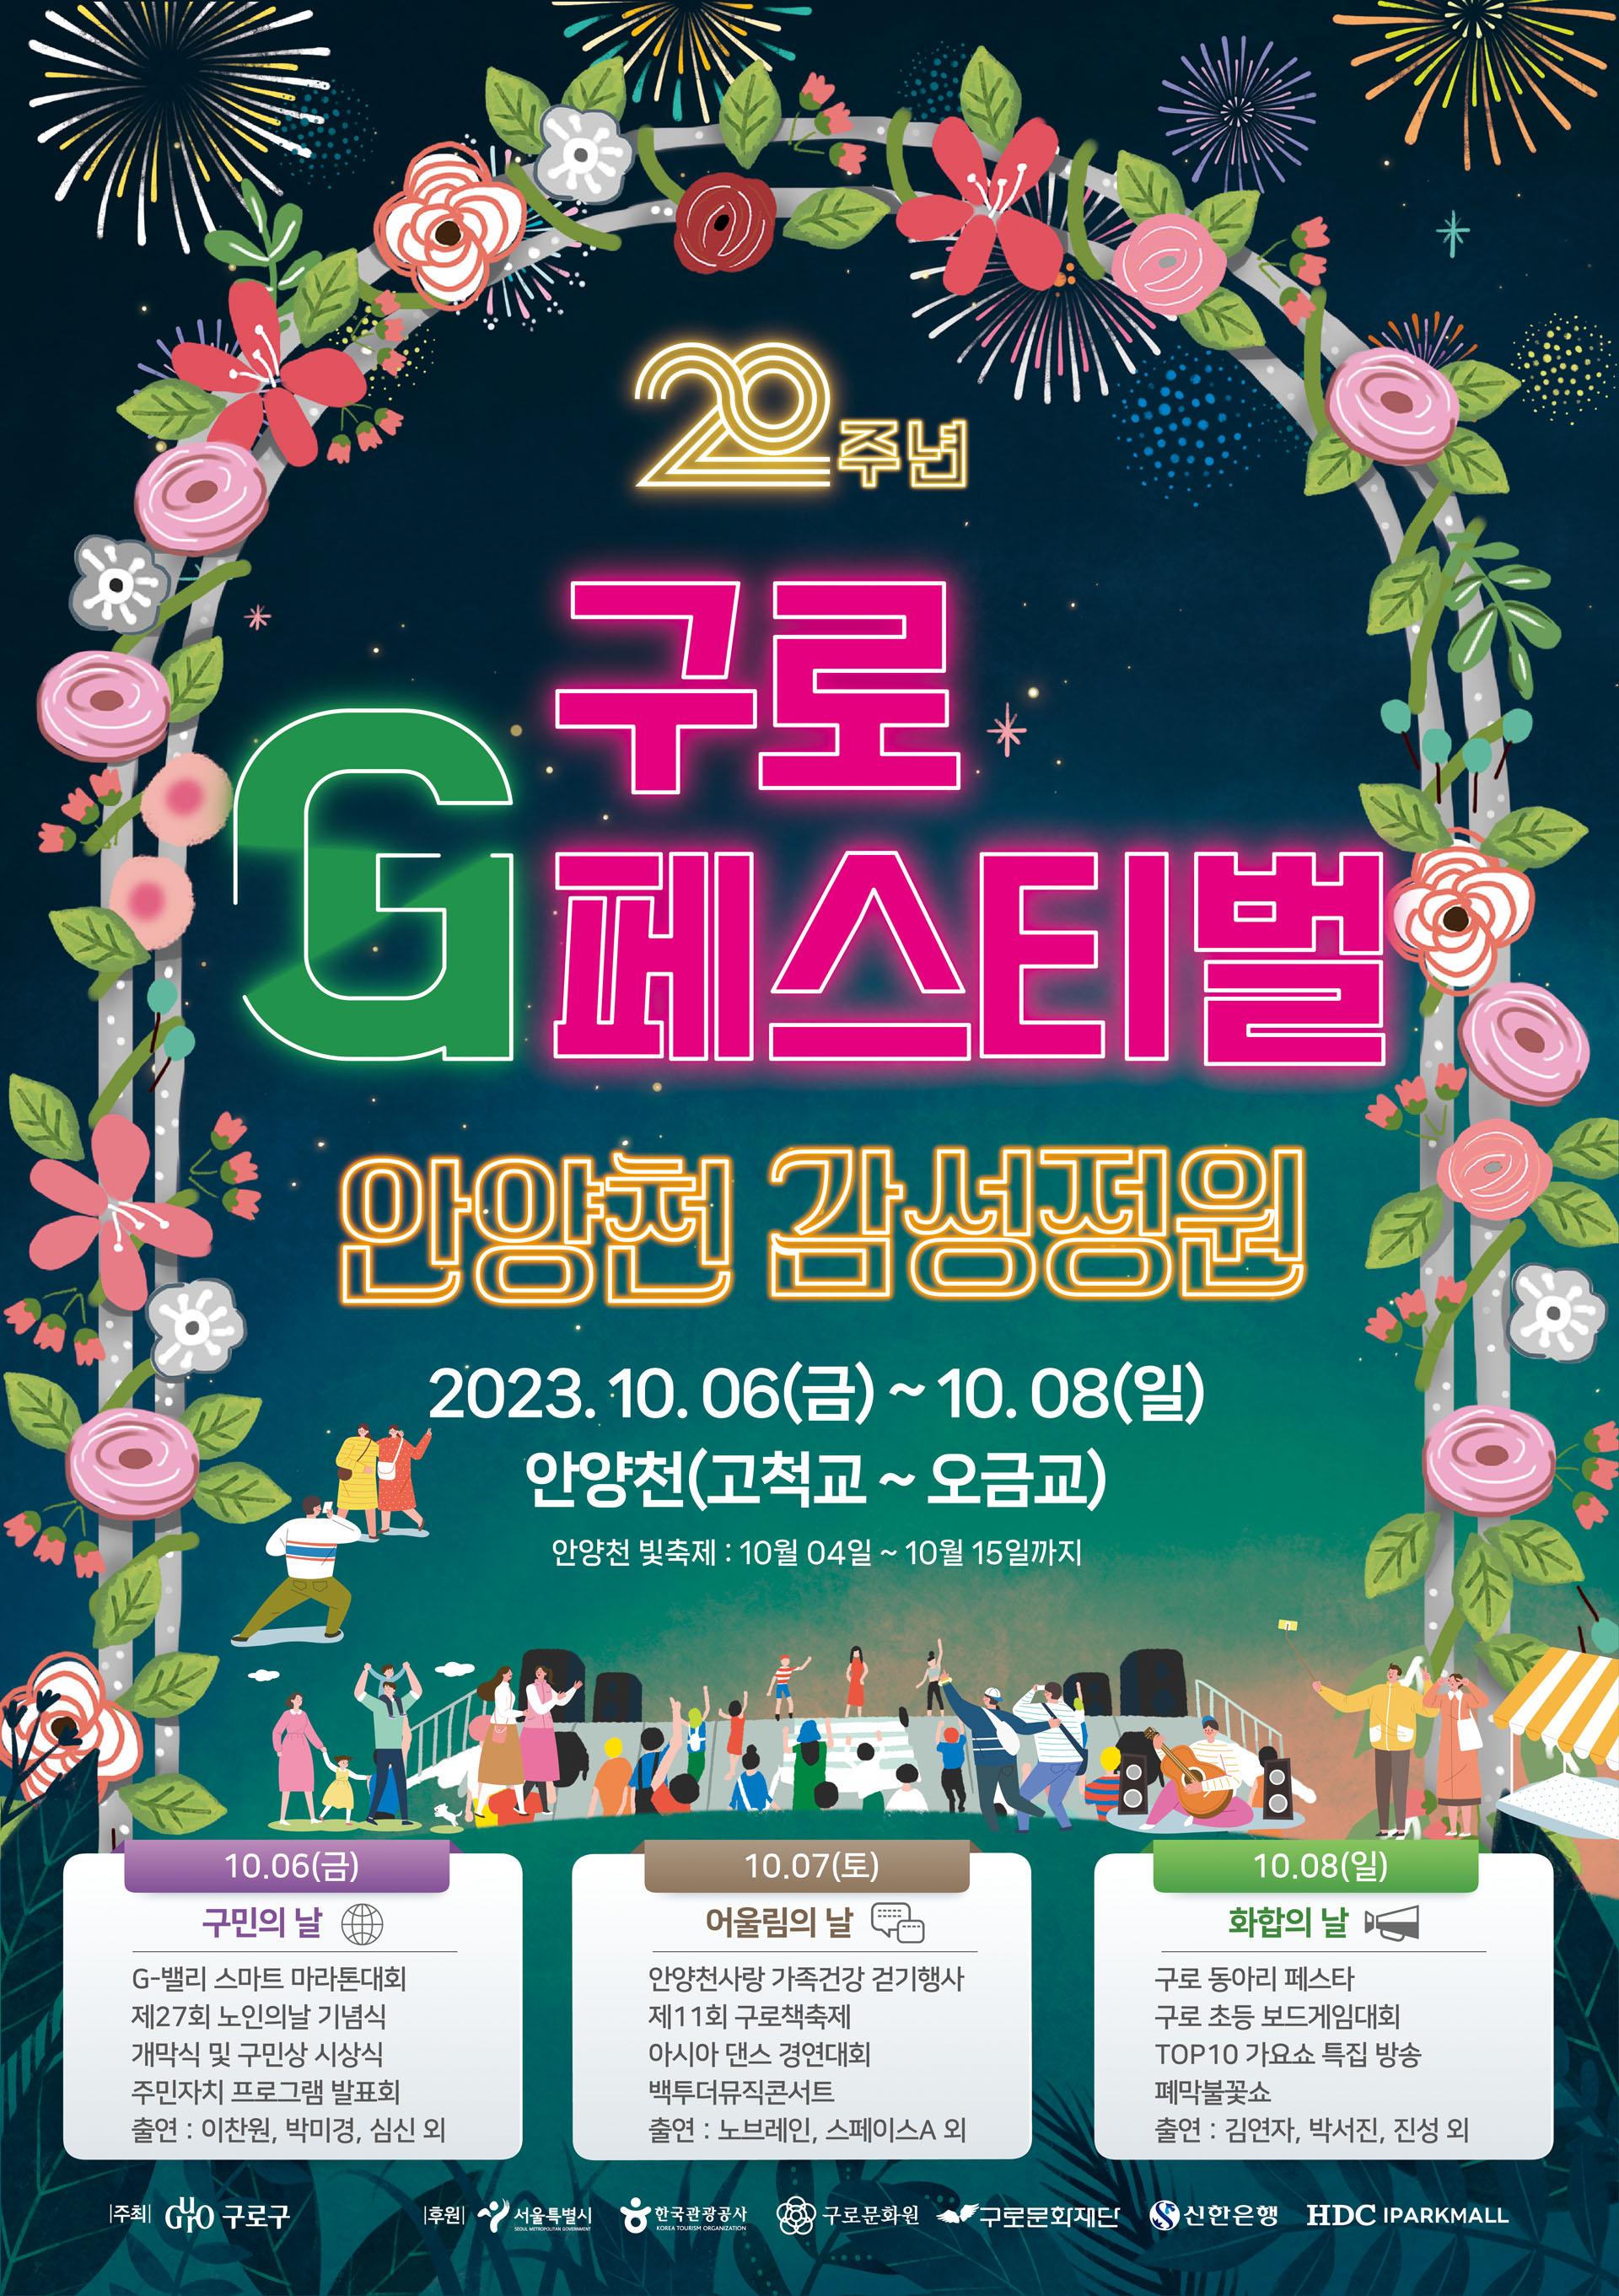 20주년
구로
G페스티벌
안양천 감성정원
2023. 10. 06(금) ~ 10. 08(일)
안양천(고척교 ~ 오금교)
안양천 빛축제 : 10월 04일 ~ 10월 15일까지
10.06(금)
구민의 날
G-밸리 스마트 마라톤대회
제27회 노인의날 기념식
개막식 및 구민상 시상식
주민자치 프로그램 발표회
출연 : 이찬원, 박미경, 심신 외
10.07(토)
어울림의 날
안양천사랑 가족건강 걷기행사
제11회 구로책축제
아시아 댄스 경연대회
백투더뮤직콘서트
출연 : 노브레인, 스페이스A 외
10.08(일)
화합의 날
구로 동아리 페스타
구로 초등 보드게임대회
TOP10 가요쇼 특집 방송
폐막불꽃쇼
출연 : 김연자, 박서진, 진성 외
|주최| GuRO 구로구
|후원| 서울특별시
SEOUL METROPOLITAN GOVERNMENT
한국관광공사
KOREA TOURISM ORGANIZATION
구로문화원
구로문화재단
신한은행
HDC IPARKMALL